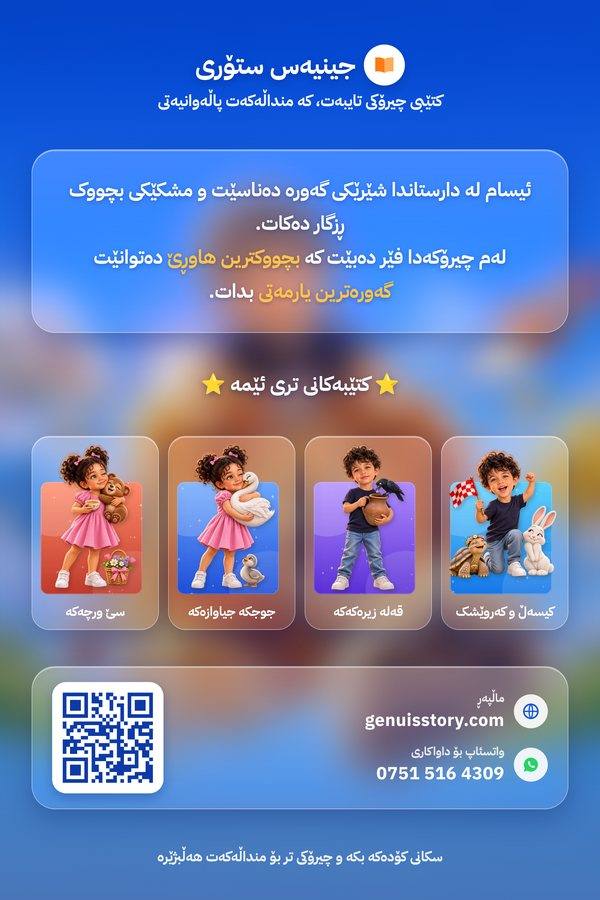 جینیەس ستۆری
کتێبی چیرۆکی تایبەت، کە منداڵەکەت پاڵەوانیەتی
ئیسام لە دارستاندا شێرێکی گەورە دەناسێت و مشکێکی بچووک
ڕزگار دەکات.
لەم چیرۆکەدا فێر دەبێت کە بچووکترین هاوڕێ دەتوانێت
گەورەترین یارمەتی بدات.
⭐ کتێبەکانی تری ئێمە ⭐
کیسەڵ و کەروێشک
قەلە زیرەکەکە
جوجکە جیاوازەکە
سێ ورچەکە
ماڵپەڕ
genuisstory.com
واتسئاپ بۆ داواکاری
0751 516 4309
سکانی کۆدەکە بکە و چیرۆکی تر بۆ منداڵەکەت هەڵبژێرە